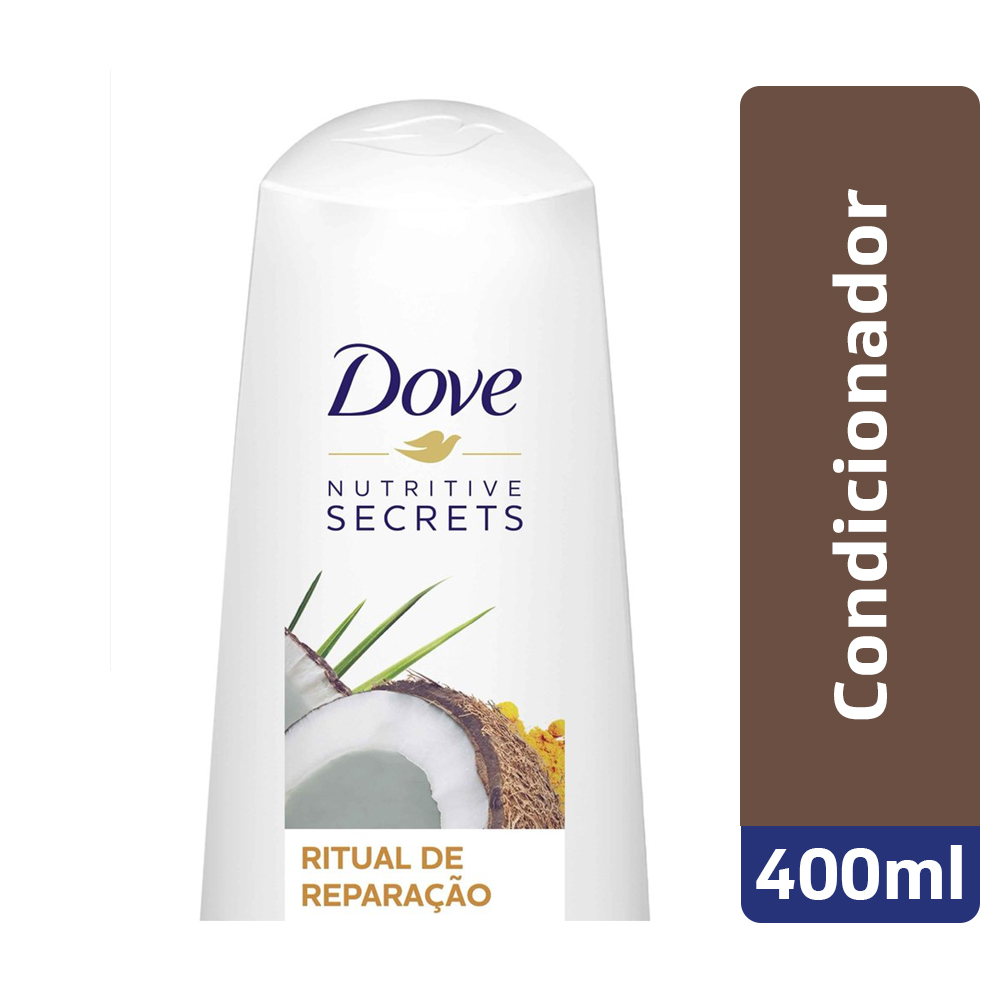 Dove
NUTRITIVE
SECRETS
RITUAL DE
REPARAÇÃO
Condicionador
400ml